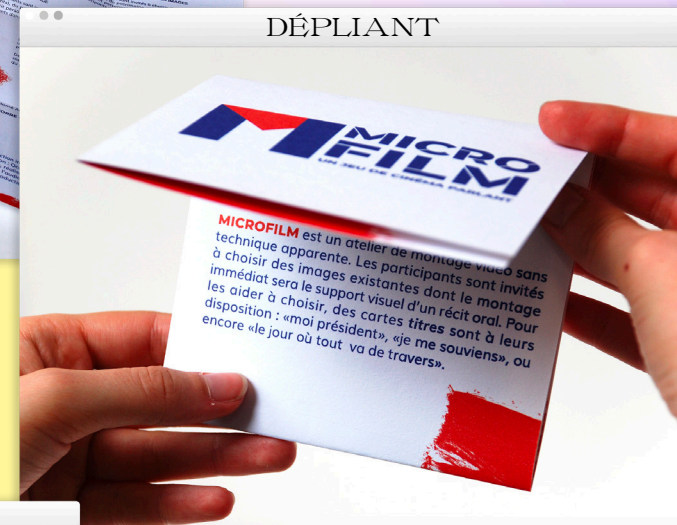 DÉPLIANT
MICRO
FILM
UN JEU DE CINÉMA PARLANT
MICROFILM est un atelier de montage vidéo sans
technique apparente. Les participants sont invités
à choisir des images existantes dont le montage
immédiat sera le support visuel d'un récit oral. Pour
les aider à choisir, des cartes titres sont à leurs
disposition : «moi président», «je me souviens», ou
encore «le jour où tout va de travers».